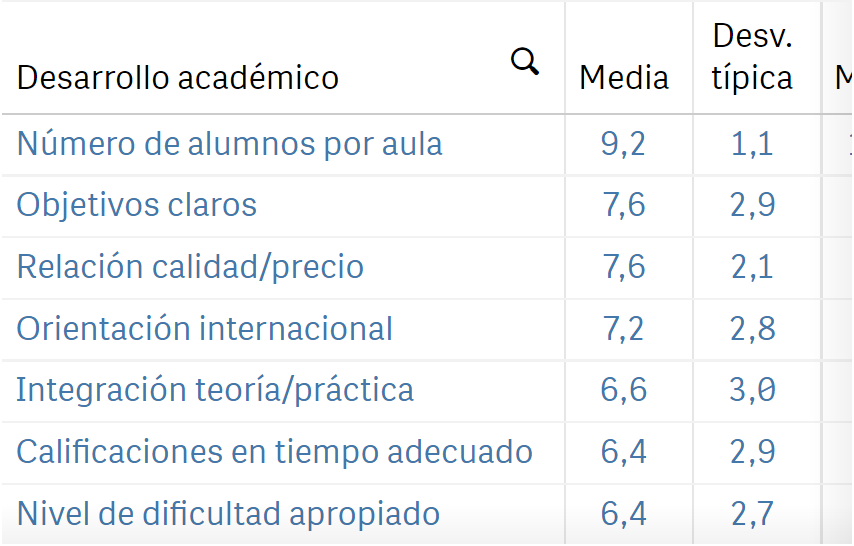 Desarrollo académico Media Desv. típica
Número de alumnos por aula 9,2 1,1
Objetivos claros 7,6 2,9
Relación calidad/precio 7,6 2,1
Orientación internacional 7,2 2,8
Integración teoría/práctica 6,6 3,0
Calificaciones en tiempo adecuado 6,4 2,9
Nivel de dificultad apropiado 6,4 2,7